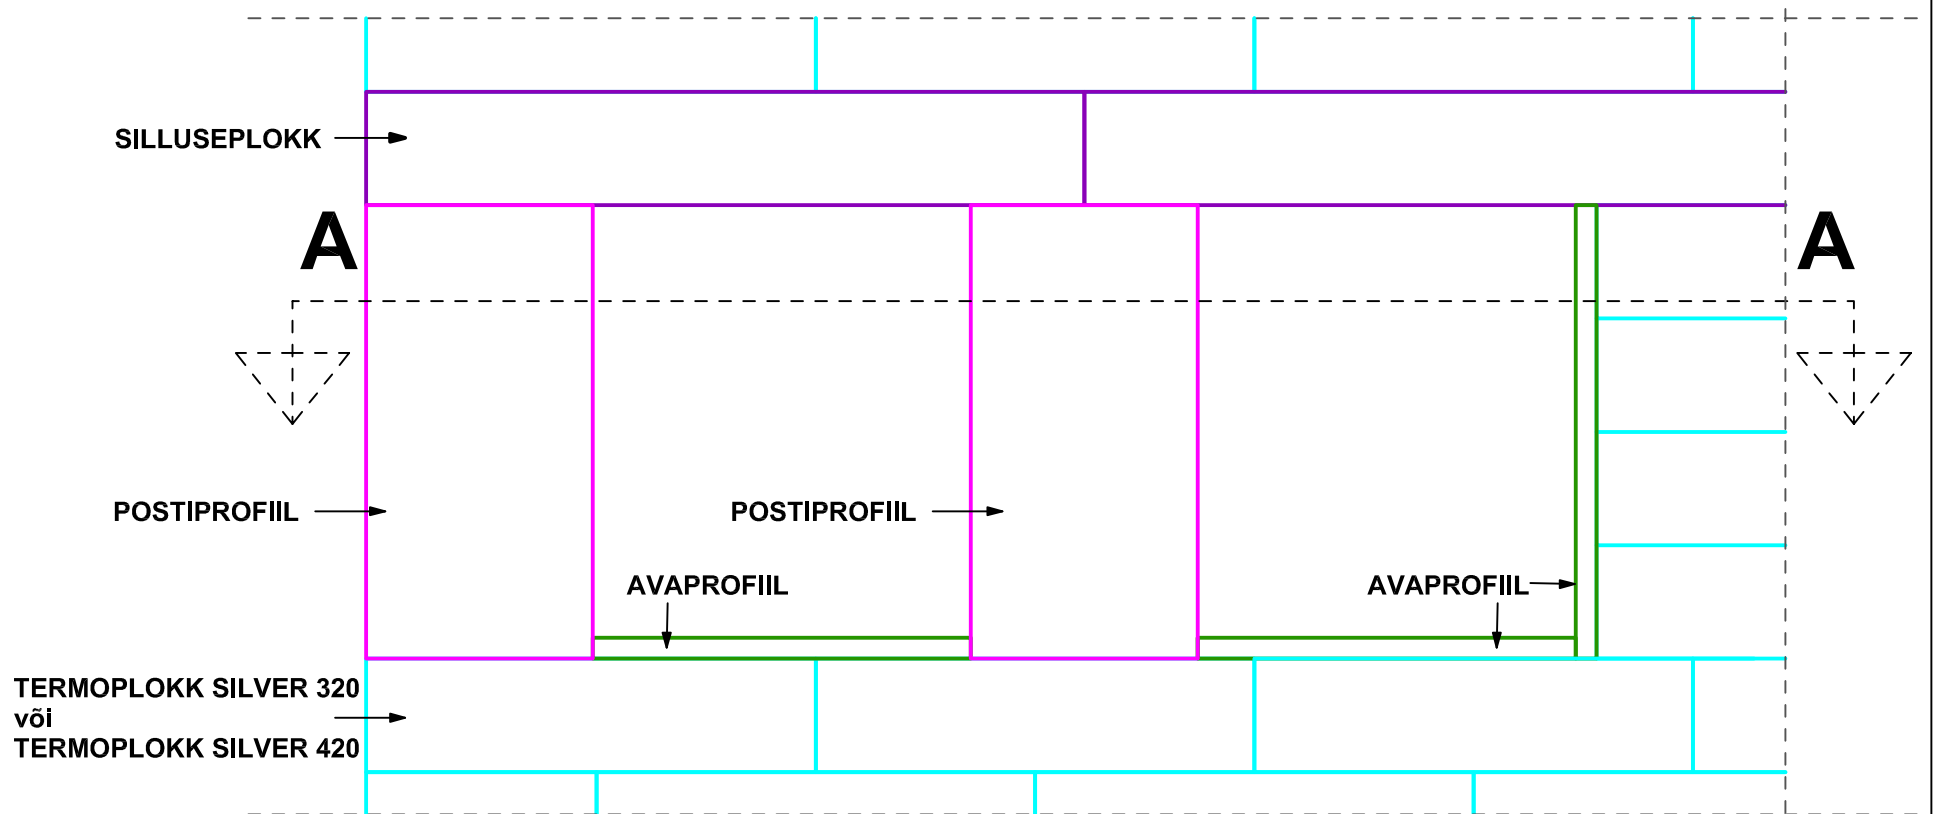 SILLUSEPLOKK
A
A
POSTIPROFIIL
POSTIPROFIIL
AVAPROFIIL
AVAPROFIIL
TERMOPLOKK SILVER 320
või
TERMOPLOKK SILVER 420